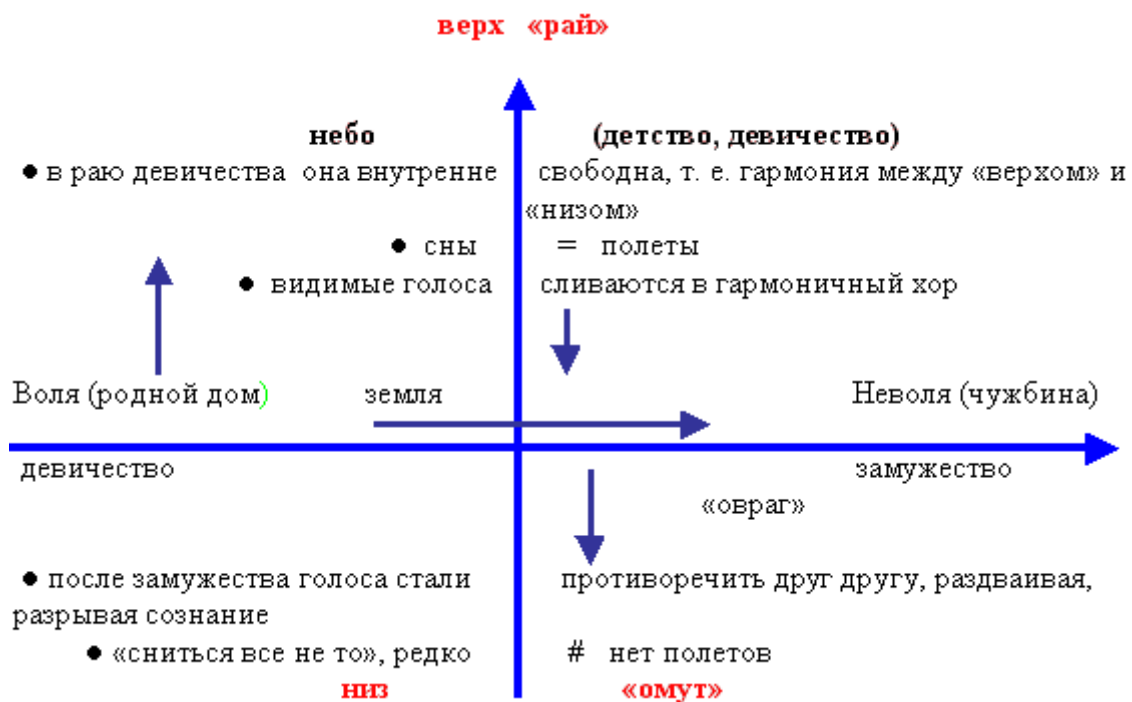 верх «рай»
небо (детство, девичество)
● в раю девичества она внутренне свободна, т. е. гармония между «верхом» и
«низом»
● сны = полеты
● видимые голоса сливаются в гармоничный хор
Воля (родной дом) земля Неволя (чужбина)
девичество замужество
«овраг»
● после замужества голоса стали противоречить друг другу, раздваивая,
разрывая сознание
● «сниться все не то», редко # нет полетов
низ «омут»